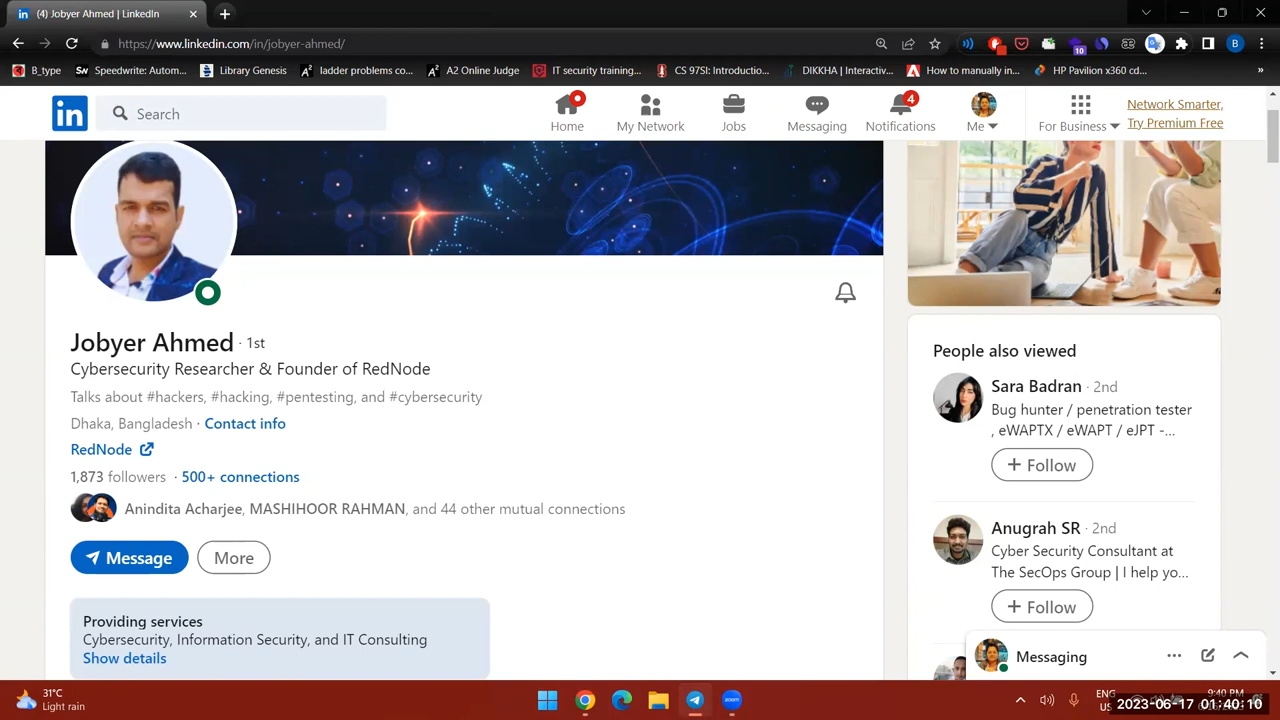 (4) Jobyer Ahmed | LinkedIn
https://www.linkedin.com/in/jobyer-ahmed/
10
B
B_type
Speedwrite: Autom...
Library Genesis
ladder problems co...
A2 Online Judge
IT security training...
CS 97SI: Introductio...
DIKKHA | Interactiv...
How to manually in...
HP Pavilion x360 cd...
»
in
Search
Home
My Network
Jobs
Messaging
4
Notifications
Me
For Business
Network Smarter,
Try Premium Free
Jobyer Ahmed · 1st
Cybersecurity Researcher & Founder of RedNode
Talks about #hackers, #hacking, #pentesting, and #cybersecurity
Dhaka, Bangladesh · Contact info
RedNode
1,873 followers · 500+ connections
Anindita Acharjee, MASHIHOOR RAHMAN, and 44 other mutual connections
Message
More
Providing services
Cybersecurity, Information Security, and IT Consulting
Show details
People also viewed
Sara Badran · 2nd
Bug hunter / penetration tester
, eWAPTX / eWAPT / eJPT -...
+ Follow
Anugrah SR · 2nd
Cyber Security Consultant at
The SecOps Group | I help yo...
+ Follow
Messaging
31°C
Light rain
zoom
ENG
US
9:40 PM
2023-06-17 01:40:10